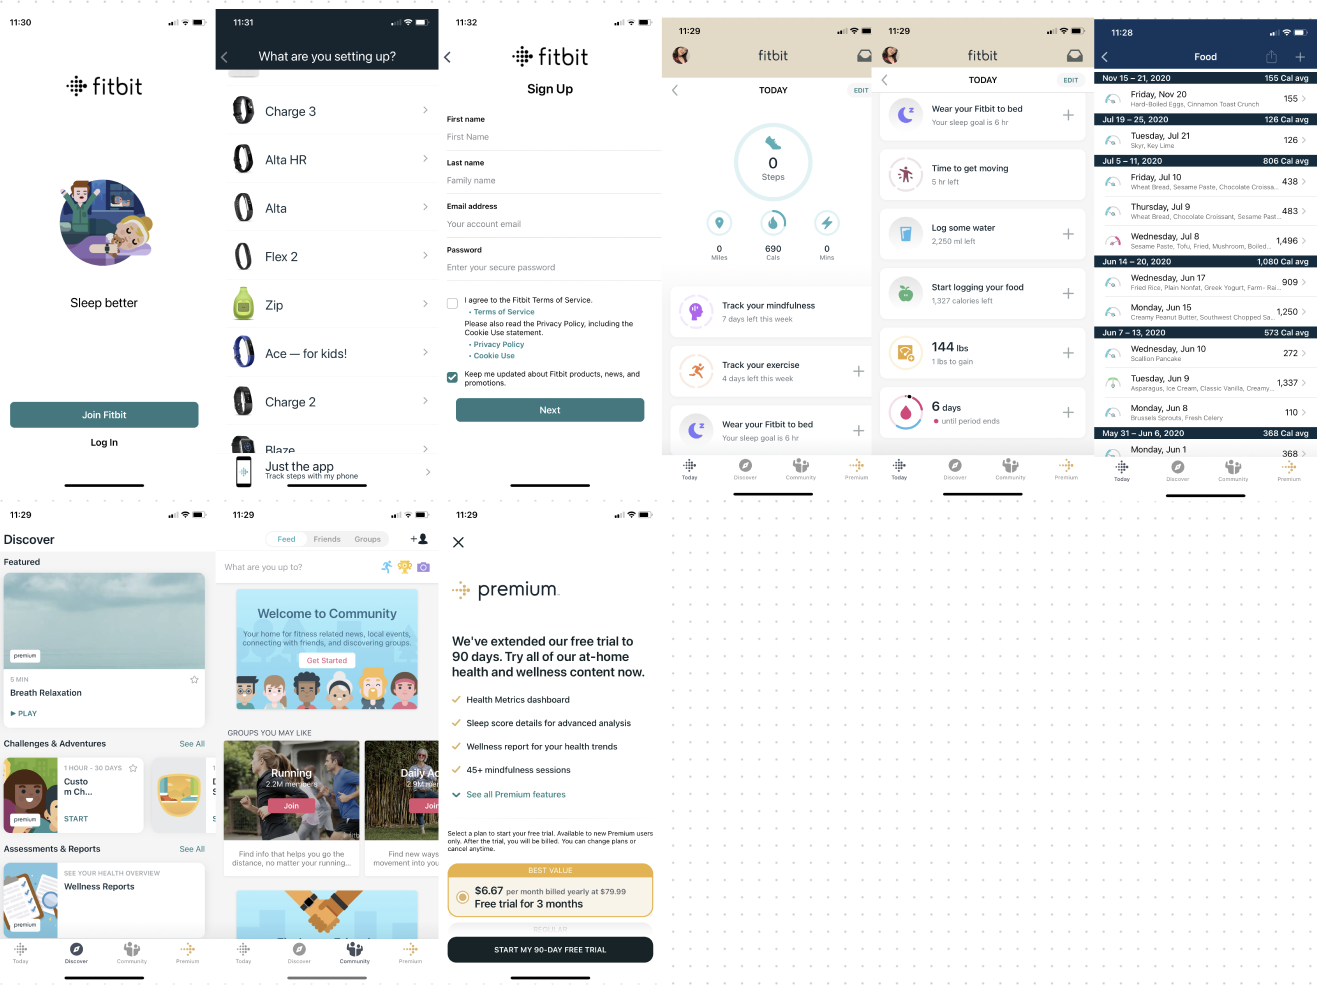 11:30
fitbit
Sleep better
Join Fitbit
Log In
11:31
What are you setting up?
Charge 3
Alta HR
Alta
Flex 2
Zip
Ace — for kids!
Charge 2
Blaze
Just the app
Track steps with my phone
11:32
fitbit
Sign Up
First name
First Name
Last name
Family name
Email address
Your account email
Password
Enter your secure password
I agree to the Fitbit Terms of Service.
• Terms of Service
Please also read the Privacy Policy, including the
Cookie Use statement.
• Privacy Policy
• Cookie Use
Keep me updated about Fitbit products, news, and
promotions.
Next
11:29
fitbit
TODAY
EDIT
0
Steps
0
Miles
690
Cals
0
Mins
Track your mindfulness
7 days left this week
Track your exercise
4 days left this week
Wear your Fitbit to bed
Your sleep goal is 6 hr
Today
Discover
Community
Premium
11:29
fitbit
TODAY
EDIT
Wear your Fitbit to bed
Your sleep goal is 6 hr
Time to get moving
5 hr left
Log some water
2,250 ml left
Start logging your food
1,327 calories left
144 lbs
1 lbs to gain
6 days
until period ends
Today
Discover
Community
Premium
11:28
Food
Nov 15 – 21, 2020 155 Cal avg
Friday, Nov 20
Hard-Boiled Eggs, Cinnamon Toast Crunch
155
Jul 19 – 25, 2020 126 Cal avg
Tuesday, Jul 21
Skyr, Key Lime
126
Jul 5 – 11, 2020 806 Cal avg
Friday, Jul 10
Wheat Bread, Sesame Paste, Chocolate Croissa...
438
Thursday, Jul 9
Wheat Bread, Chocolate Croissant, Sesame Past...
483
Wednesday, Jul 8
Sesame Paste, Tofu, Fried, Mushroom, Boiled...
1,496
Jun 14 – 20, 2020 1,080 Cal avg
Wednesday, Jun 17
Fried Rice, Plain Nonfat, Greek Yogurt, Farm- Rai...
909
Monday, Jun 15
Creamy Peanut Butter, Southwest Chopped Sa...
1,250
Jun 7 – 13, 2020 573 Cal avg
Wednesday, Jun 10
Scallion Pancake
272
Tuesday, Jun 9
Asparagus, Ice Cream, Classic Vanilla, Creamy...
1,337
Monday, Jun 8
Brussels Sprouts, Fresh Celery
110
May 31 – Jun 6, 2020 368 Cal avg
Monday, Jun 1
368
Today
Discover
Community
Premium
11:29
Discover
Featured
premium
5 MIN
Breath Relaxation
PLAY
Challenges & Adventures
See All
1 HOUR - 30 DAYS
Custo
m Ch...
START
premium
Assessments & Reports
See All
SEE YOUR HEALTH OVERVIEW
Wellness Reports
premium
Today
Discover
Community
Premium
11:29
Feed
Friends
Groups
What are you up to?
Welcome to Community
Your home for fitness related news, local events,
connecting with friends, and discovering groups.
Get Started
GROUPS YOU MAY LIKE
Running
2.2M members
Join
Find info that helps you go the
distance, no matter your running...
Daily Ac
2.9M mem
Join
Find new ways
movement into you
Today
Discover
Community
Premium
11:29
premium
We've extended our free trial to
90 days. Try all of our at-home
health and wellness content now.
Health Metrics dashboard
Sleep score details for advanced analysis
Wellness report for your health trends
45+ mindfulness sessions
See all Premium features
Select a plan to start your free trial. Available to new Premium users
only. After the trial, you will be billed. You can change plans or
cancel anytime.
BEST VALUE
$6.67 per month billed yearly at $79.99
Free trial for 3 months
REGULAR
START MY 90-DAY FREE TRIAL